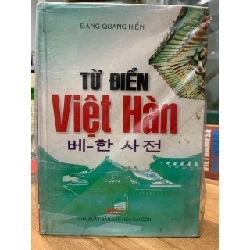 ĐẶNG QUANG HIỂN
TỪ ĐIỂN
Việt Hàn
베-한 사전